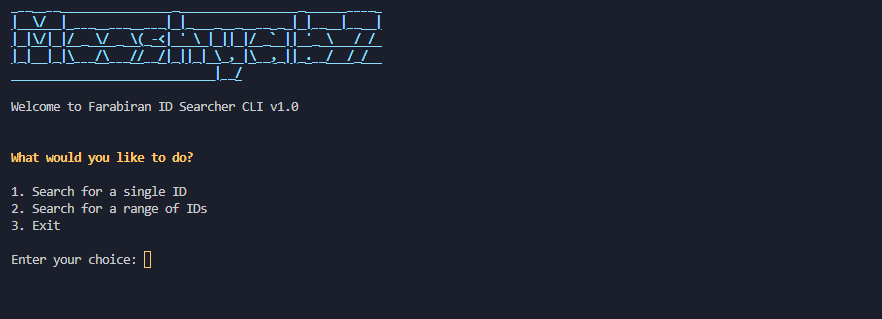 Welcome to Farabiran ID Searcher CLI v1.0
What would you like to do?
1. Search for a single ID
2. Search for a range of IDs
3. Exit
Enter your choice: